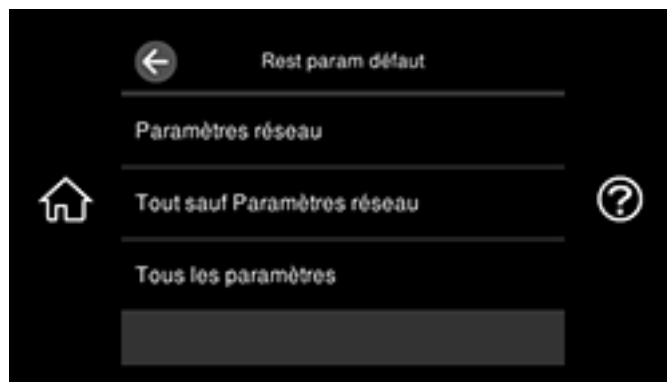 Rest param défaut
Paramètres réseau
Tout sauf Paramètres réseau
Tous les paramètres